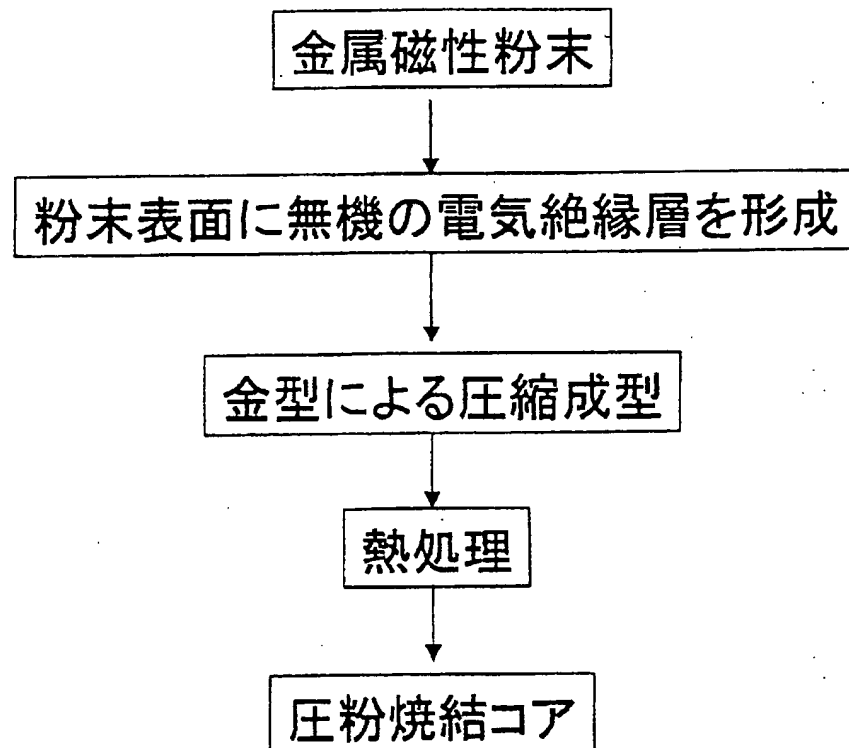 金属磁性粉末
粉末表面に無機の電気絶縁層を形成
金型による圧縮成型
熱処理
圧粉焼結コア